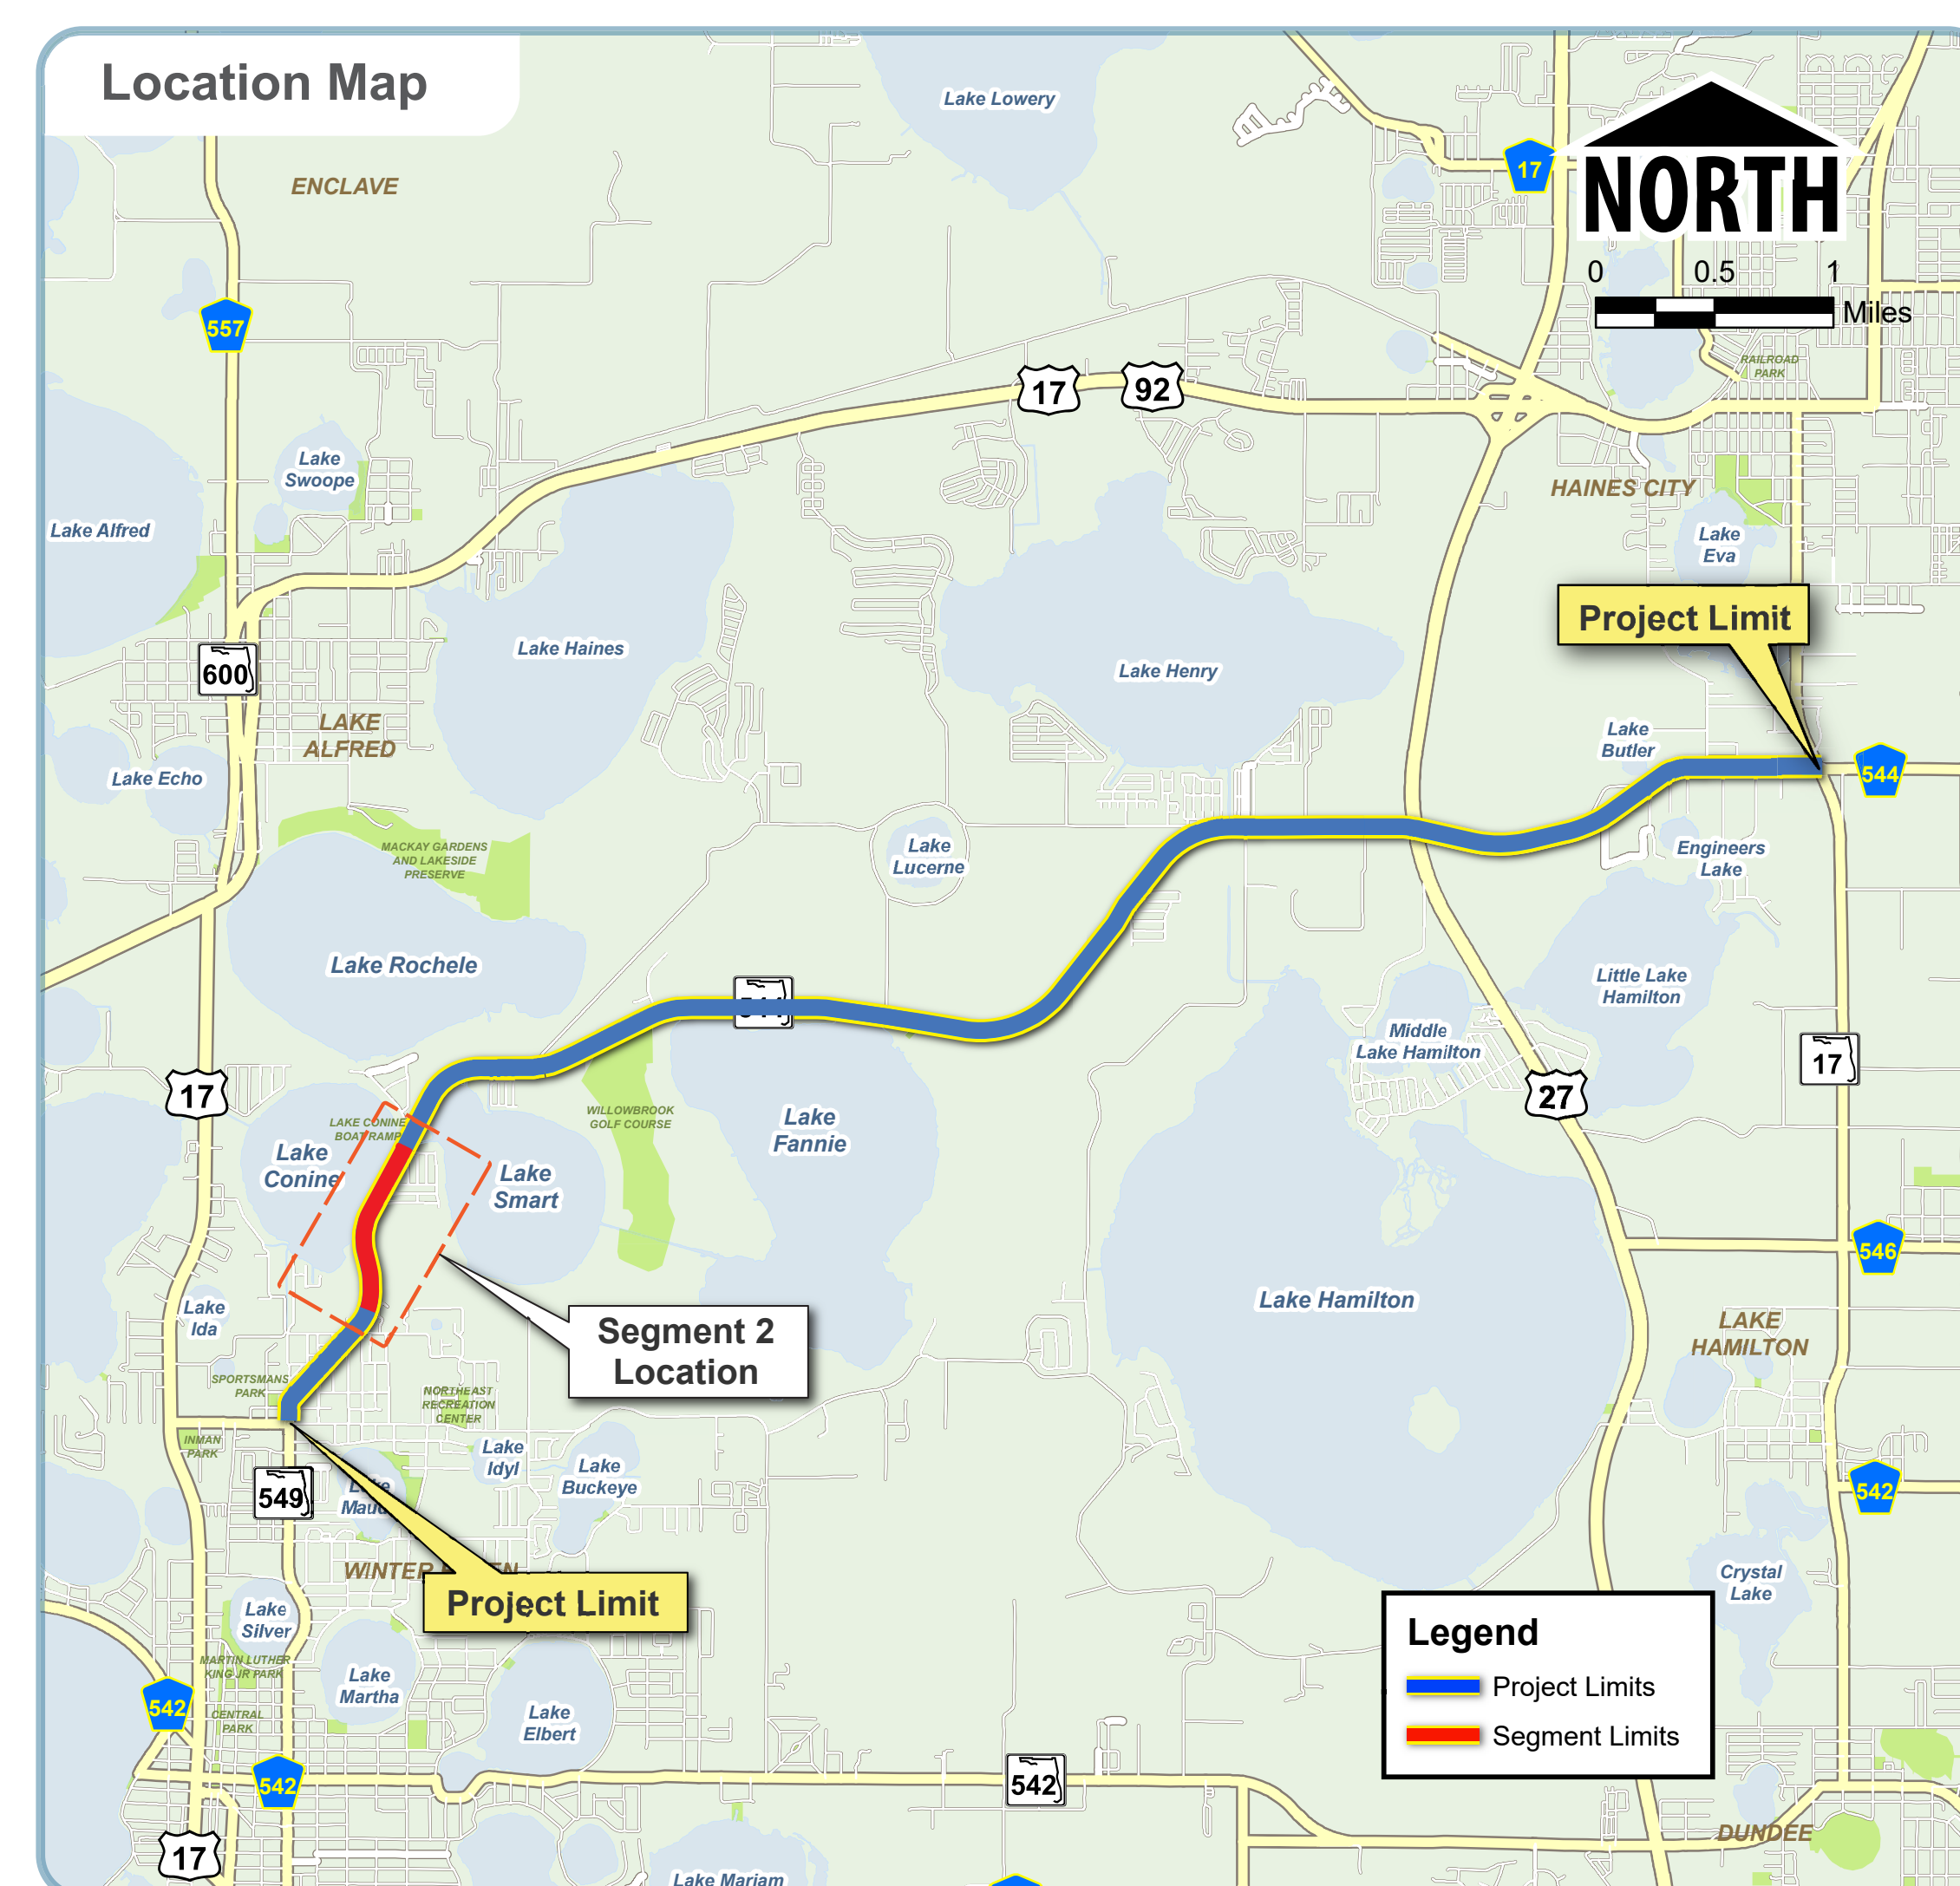 Location Map
Lake Lowery
ENCLAVE
17
NORTH
0 0.5 1
Miles
557
RAILROAD
PARK
17
92
Lake
Swoope
HAINES CITY
Lake Alfred
Lake
Eva
Project Limit
Lake Haines
Lake Henry
600
LAKE
ALFRED
Lake
Butler
Lake Echo
544
MACKAY GARDENS
AND LAKESIDE
PRESERVE
Lake
Lucerne
Engineers
Lake
Lake Rochele
Little Lake
Hamilton
Middle
Lake Hamilton
17
17
27
LAKE CONINE
BOAT RAMP
WILLOWBROOK
GOLF COURSE
Lake
Fannie
Lake
Conine
Lake
Smart
546
Lake Hamilton
Lake
Ida
Segment 2
Location
LAKE
HAMILTON
SPORTSMANS
PARK
NORTHEAST
RECREATION
CENTER
INMAN
PARK
Lake
Idyl
Lake
Buckeye
549
542
WINTER
Project Limit
Crystal
Lake
Lake
Silver
Legend
Project Limits
Segment Limits
MARTIN LUTHER
KING JR PARK
Lake
Martha
542
CENTRAL
PARK
Lake
Elbert
542
542
17
DUNDEE
Lake Mariam